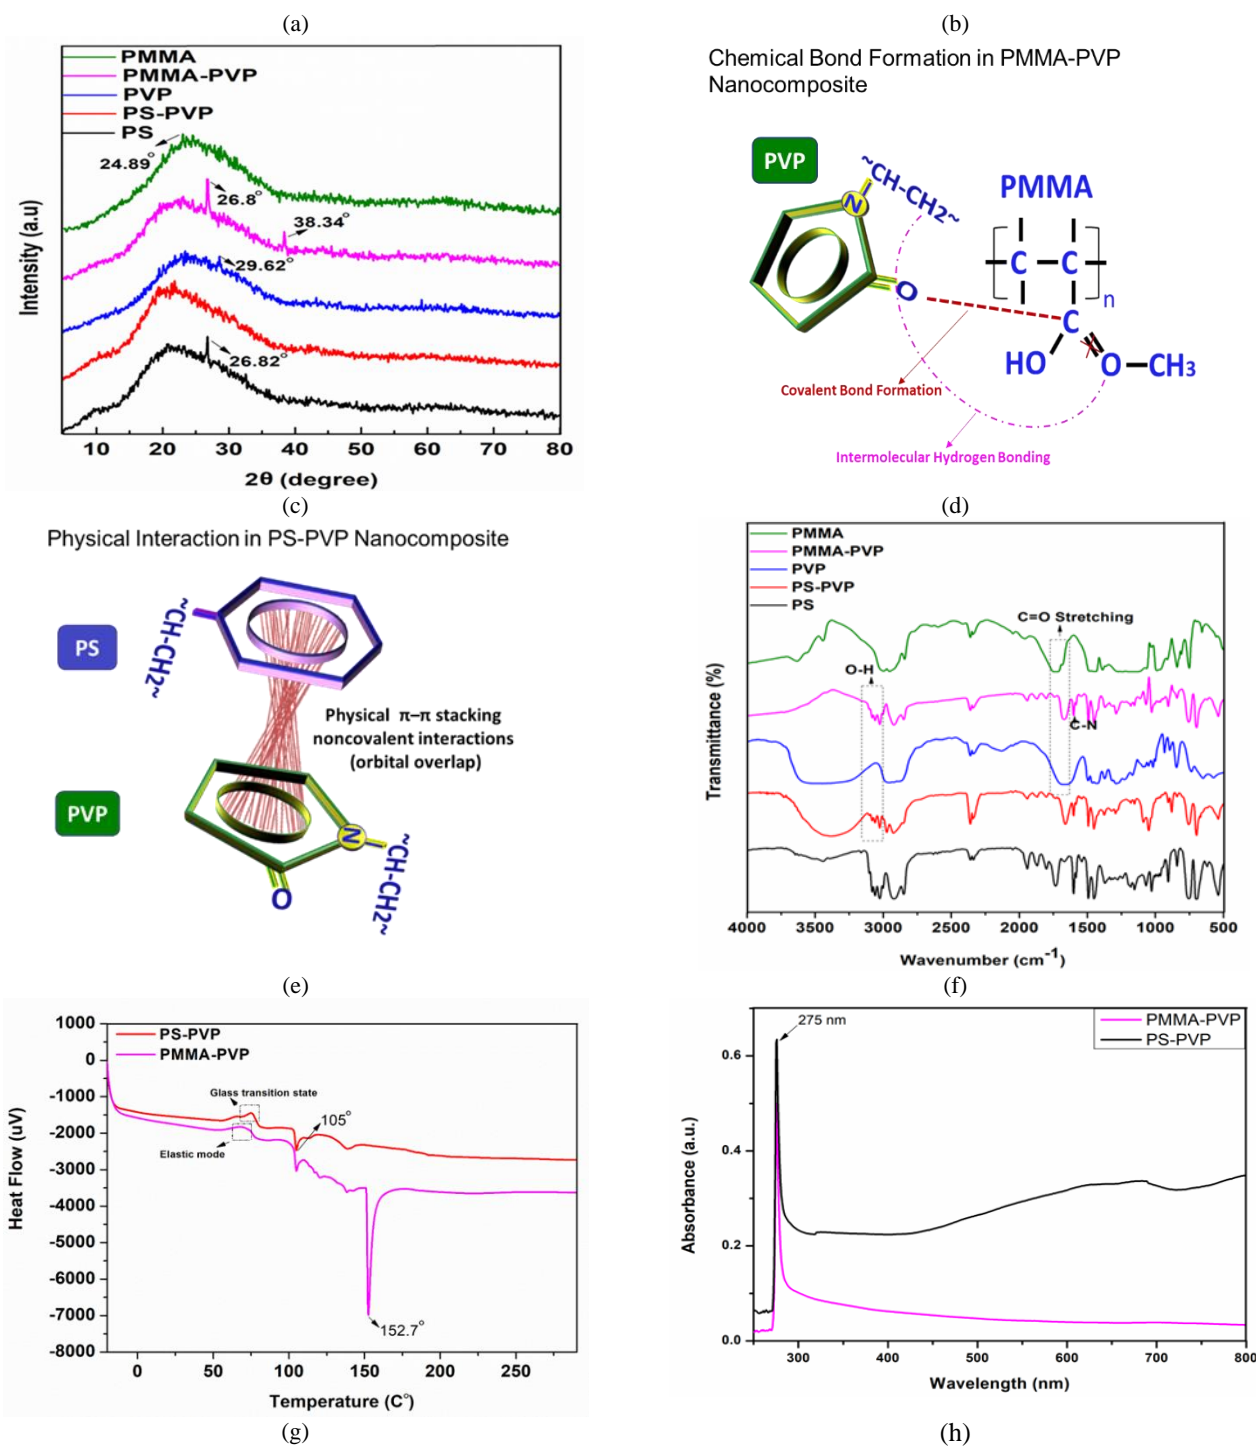 (a)
(b)
PMMA
PMMA-PVP
PVP
PS-PVP
PS
24.89°
26.8°
38.34°
29.62°
26.82°
Intensity (a.u)
10 20 30 40 50 60 70 80
2θ (degree)
Chemical Bond Formation in PMMA-PVP
Nanocomposite
PVP
~CH-CH2~
N
O
PMMA
C C
n
C
HO
O
CH3
Covalent Bond Formation
Intermolecular Hydrogen Bonding
(c)
(d)
Physical Interaction in PS-PVP Nanocomposite
PS
~CH-CH2~
Physical π–π stacking
noncovalent interactions
(orbital overlap)
PVP
N
O
~CH-CH2~
PMMA
PMMA-PVP
PVP
PS-PVP
PS
C=O Stretching
O-H
C-N
Transmittance (%)
4000 3500 3000 2500 2000 1500 1000 500
Wavenumber (cm-1)
(e)
(f)
1000
0
-1000
-2000
-3000
-4000
-5000
-6000
-7000
-8000
Heat Flow (uV)
PS-PVP
PMMA-PVP
Glass transition state
Elastic mode
105°
152.7°
0 50 100 150 200 250
Temperature (C°)
275 nm
PMMA-PVP
PS-PVP
0.6
0.4
0.2
0.0
Absorbance (a.u.)
300 400 500 600 700 800
Wavelength (nm)
(g)
(h)